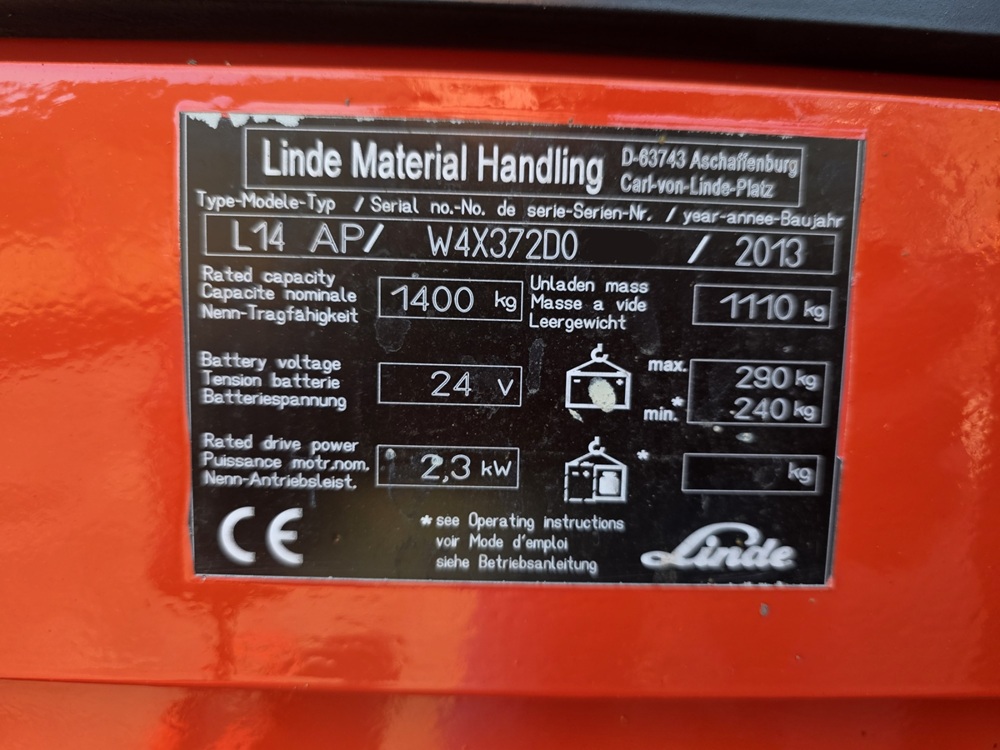 Linde Material Handling
D-63743 Aschaffenburg
Carl-von-Linde-Platz
Type-Modele-Typ / Serial no.-No. de serie-Serien-Nr. / year-annee-Baujahr
L14 AP/ W4X372D0 / 2013
Rated capacity
Capacite nominale
Nenn-Tragfähigkeit
1400 kg
Unladen mass
Masse a vide
Leergewicht
1110 kg
Battery voltage
Tension batterie
Batteriespannung
24 V
max. 290 kg
min.* 240 kg
Rated drive power
Puissance motr.nom.
Nenn-Antriebsleist.
2,3 kW
* kg
CE
* see Operating instructions
voir Mode d'emploi
siehe Betriebsanleitung
Linde